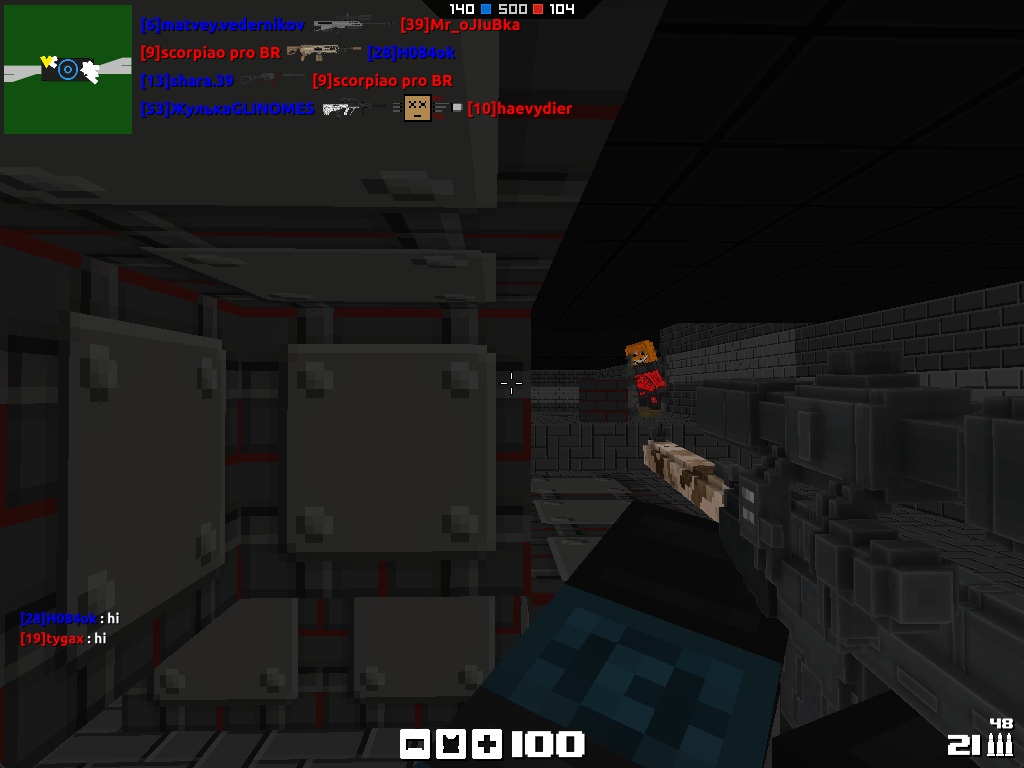 140 500 104
[6]matvey.vedernikov [39]Mr_oJIuBka
[9]scorpiao pro BR [28]H084ok
[13]shara.39 [9]scorpiao pro BR
[53]ЖулькаGLINOMES [10]haevydier
[28]H084ok : hi
[19]tygax : hi
100
48
21